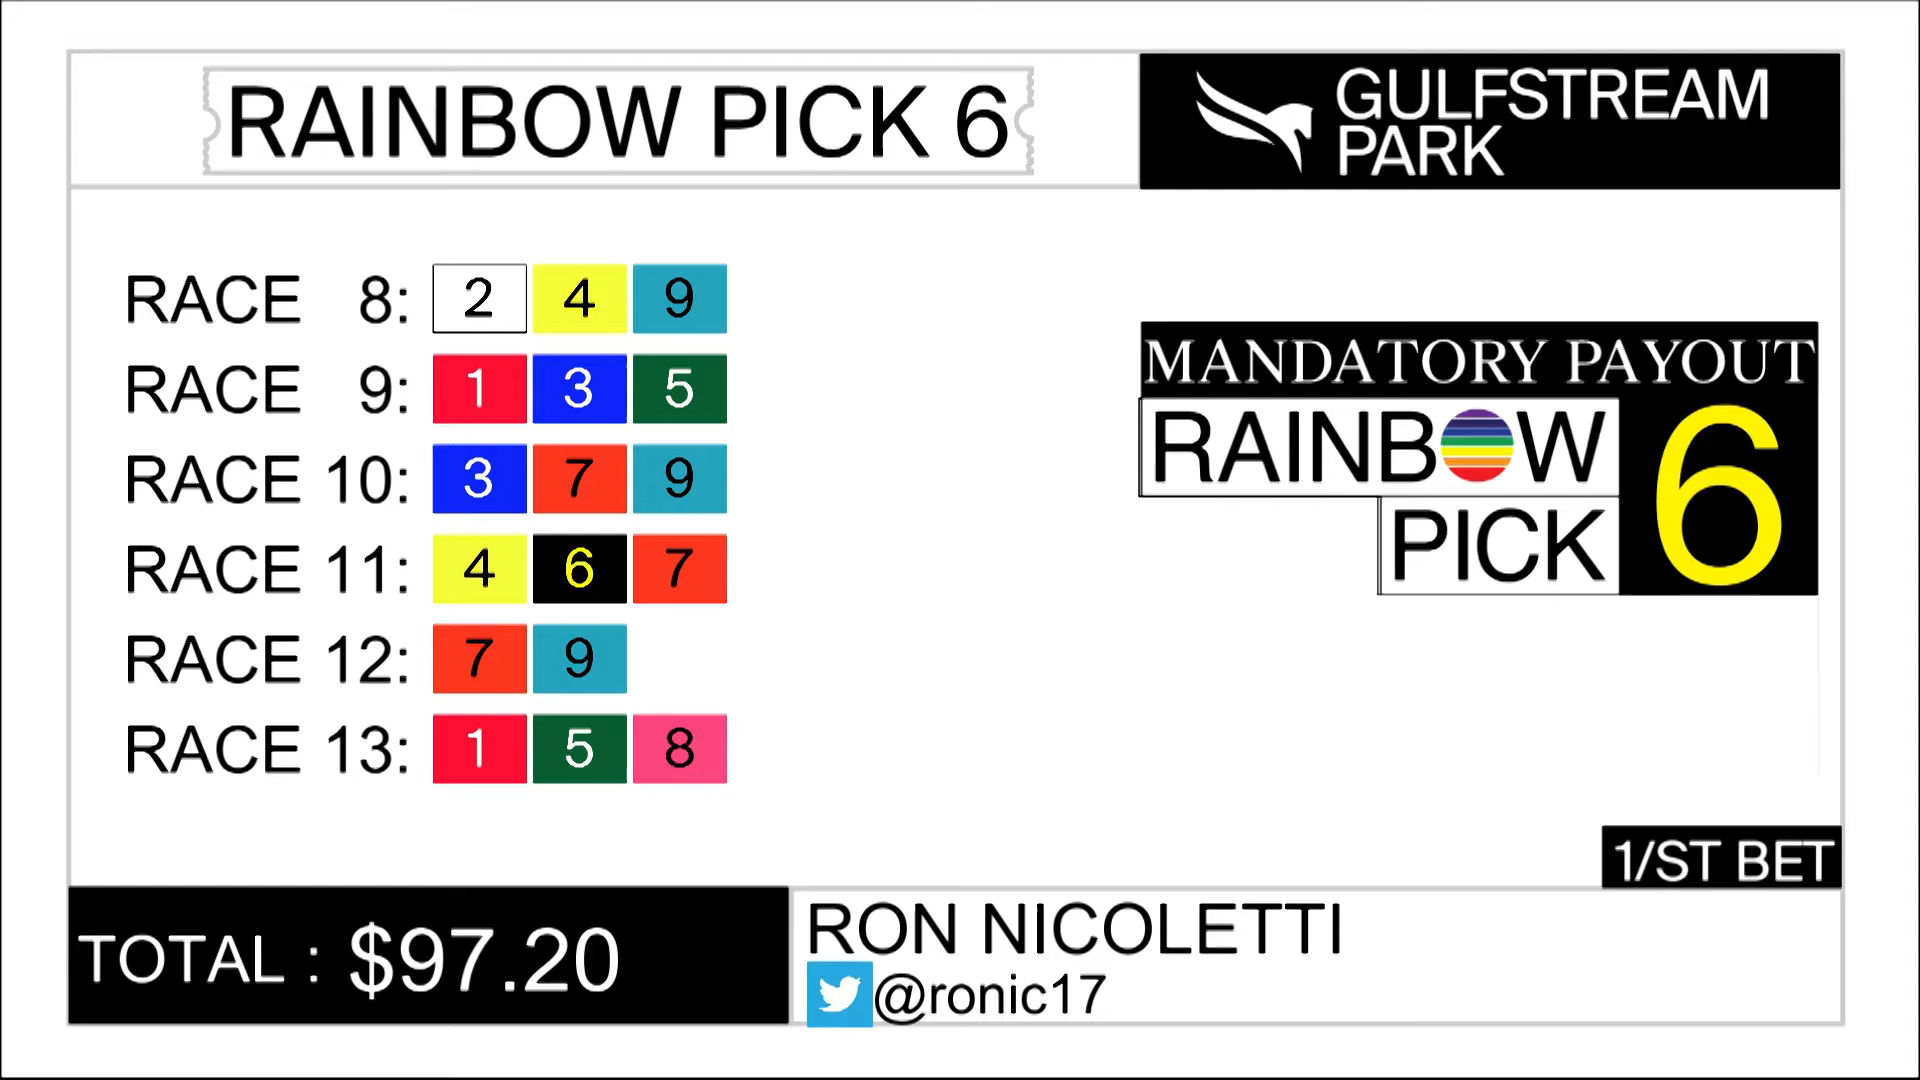 RAINBOW PICK 6
GULFSTREAM
PARK
RACE 8: 2 4 9
RACE 9: 1 3 5
RACE 10: 3 7 9
RACE 11: 4 6 7
RACE 12: 7 9
RACE 13: 1 5 8
MANDATORY PAYOUT
RAINBOW
PICK 6
1/ST BET
TOTAL : $97.20
RON NICOLETTI
@ronic17